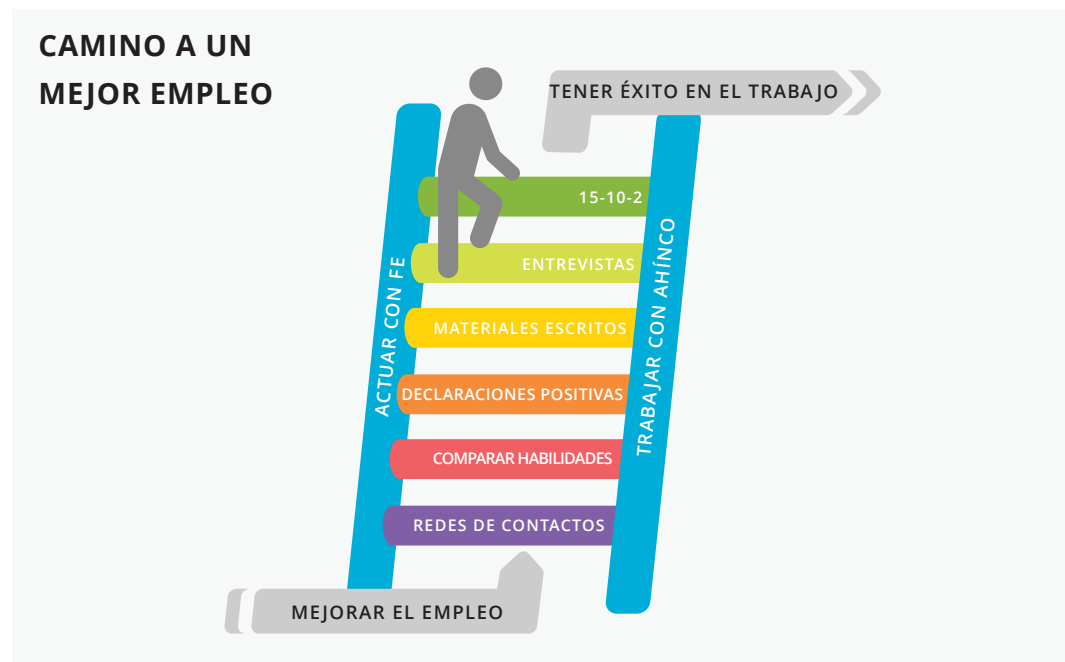 CAMINO A UN
MEJOR EMPLEO
TENER ÉXITO EN EL TRABAJO
15-10-2
ENTREVISTAS
MATERIALES ESCRITOS
DECLARACIONES POSITIVAS
COMPARAR HABILIDADES
REDES DE CONTACTOS
ACTUAR CON FE
TRABAJAR CON AHÍNCO
MEJORAR EL EMPLEO